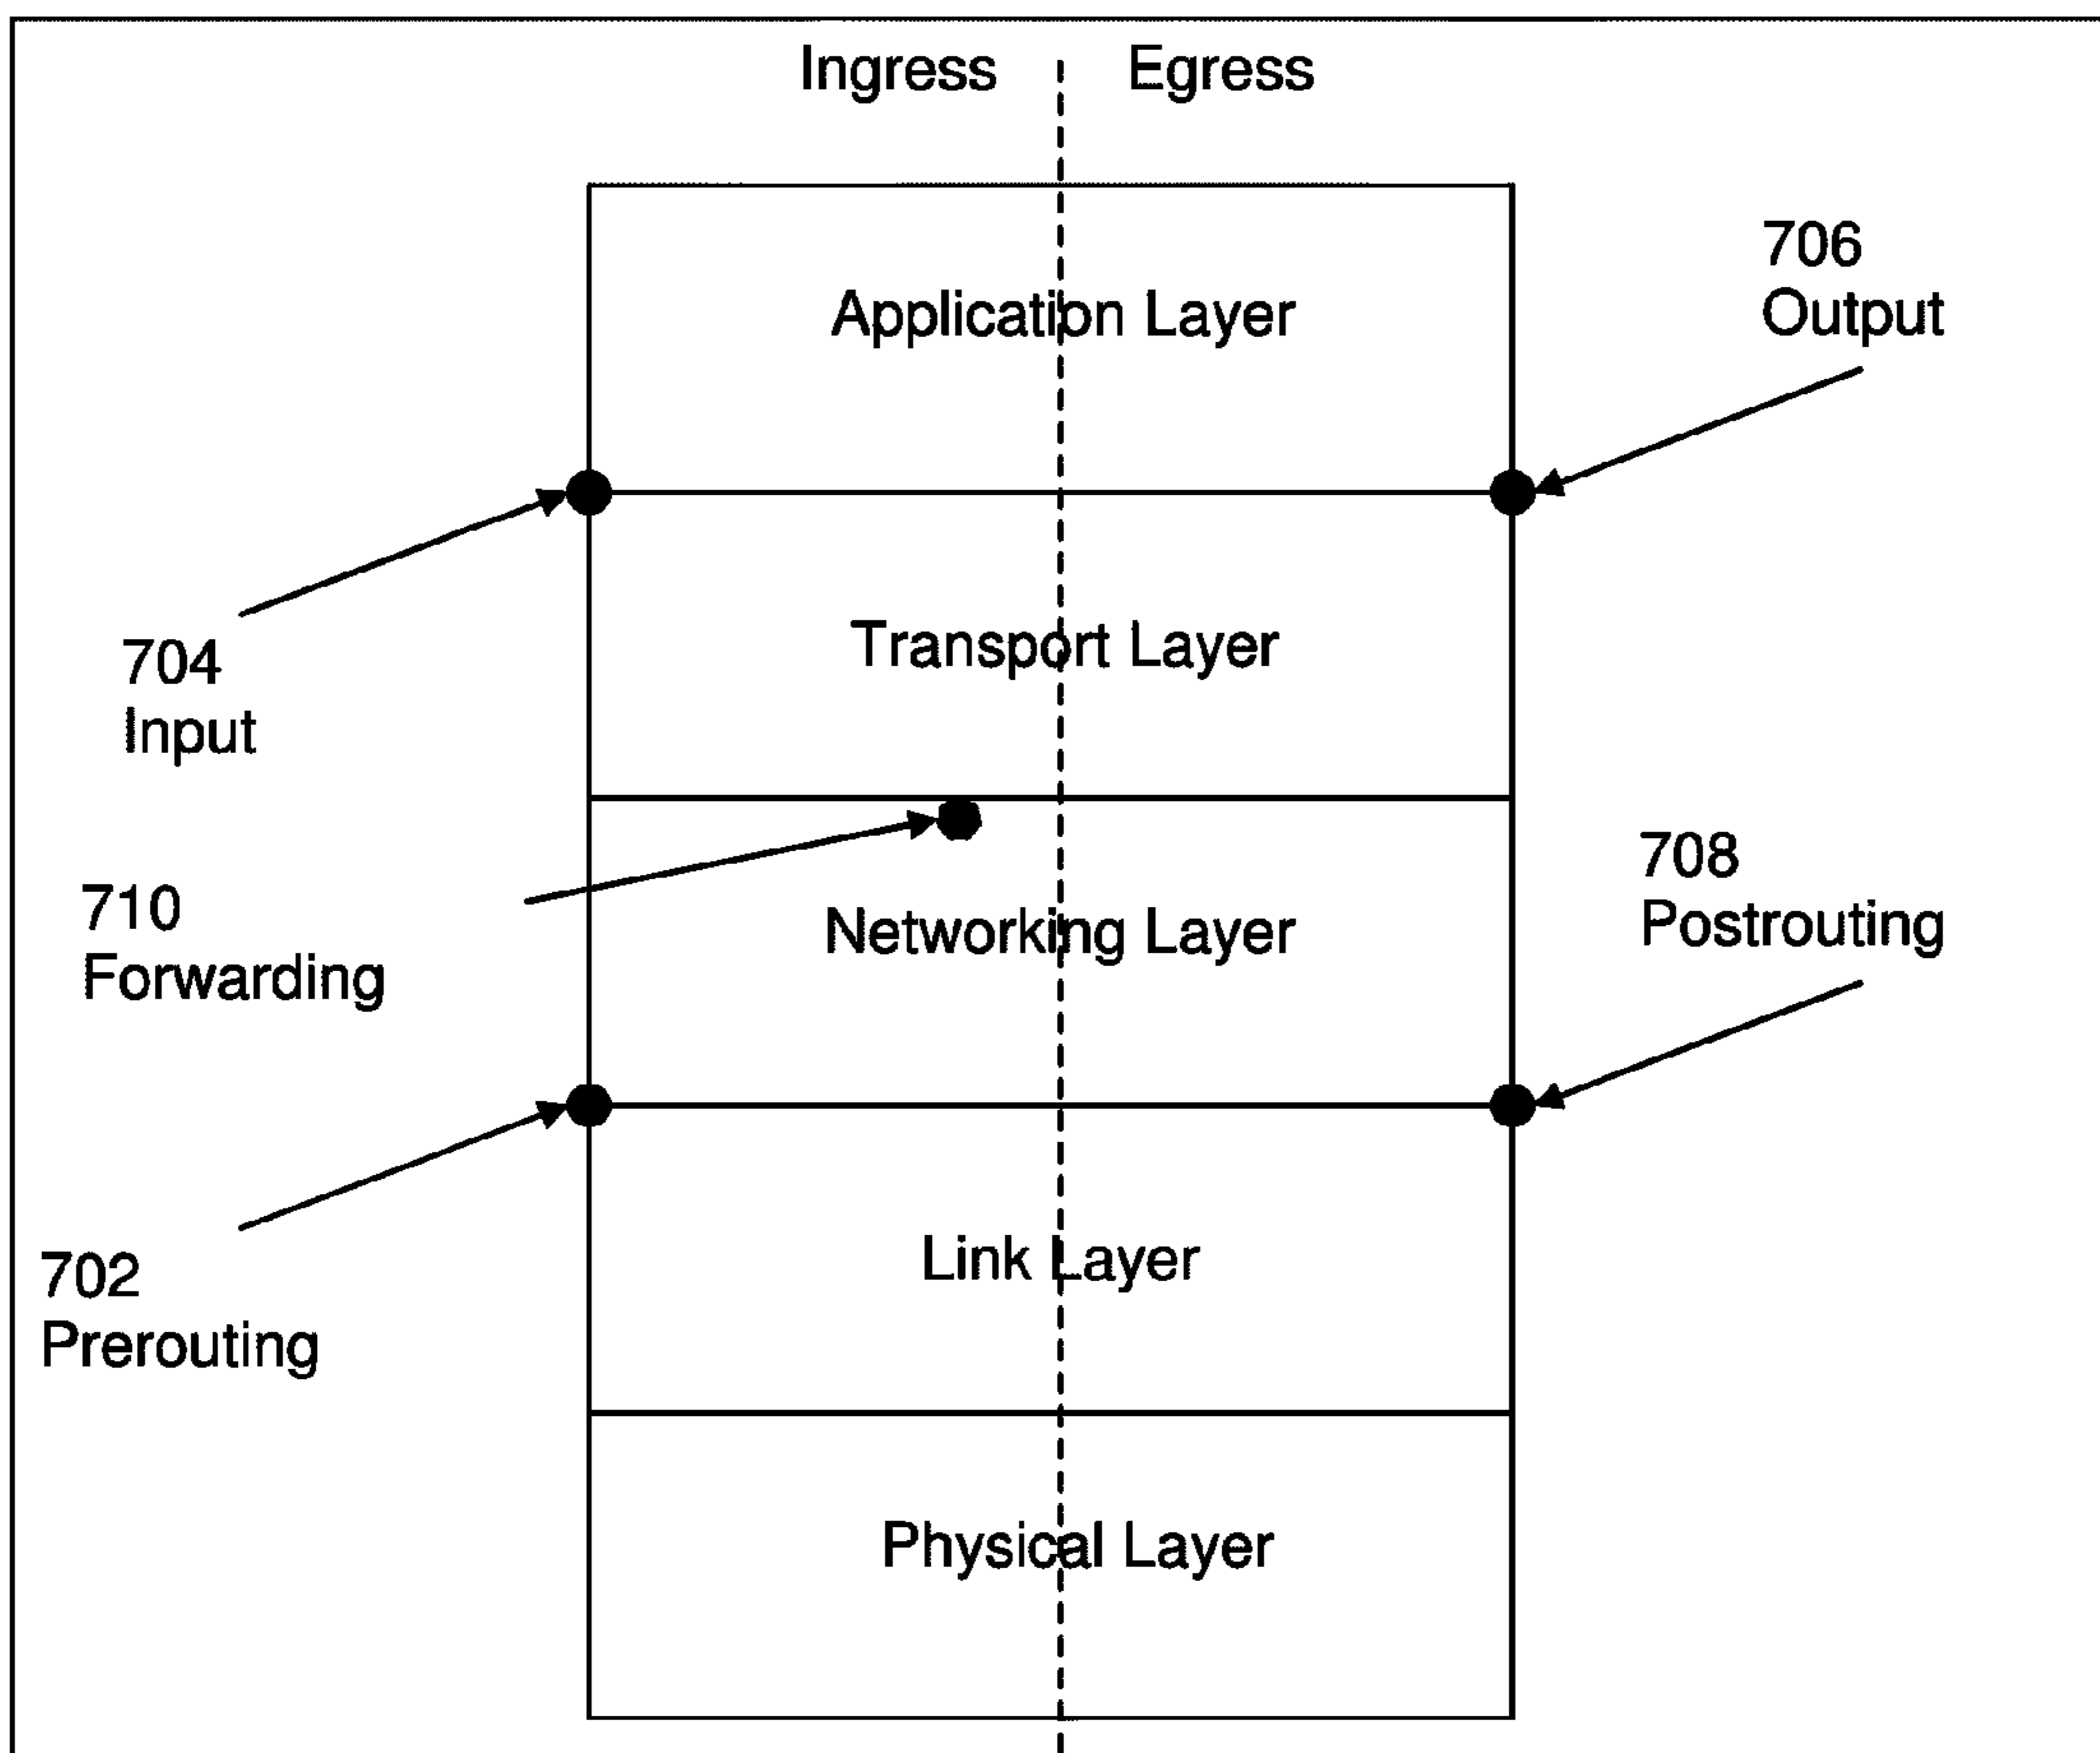 Ingress Egress
Application Layer
706
Output
704
Input
Transport Layer
710
Forwarding
Networking Layer
708
Postrouting
702
Prerouting
Link Layer
Physical Layer